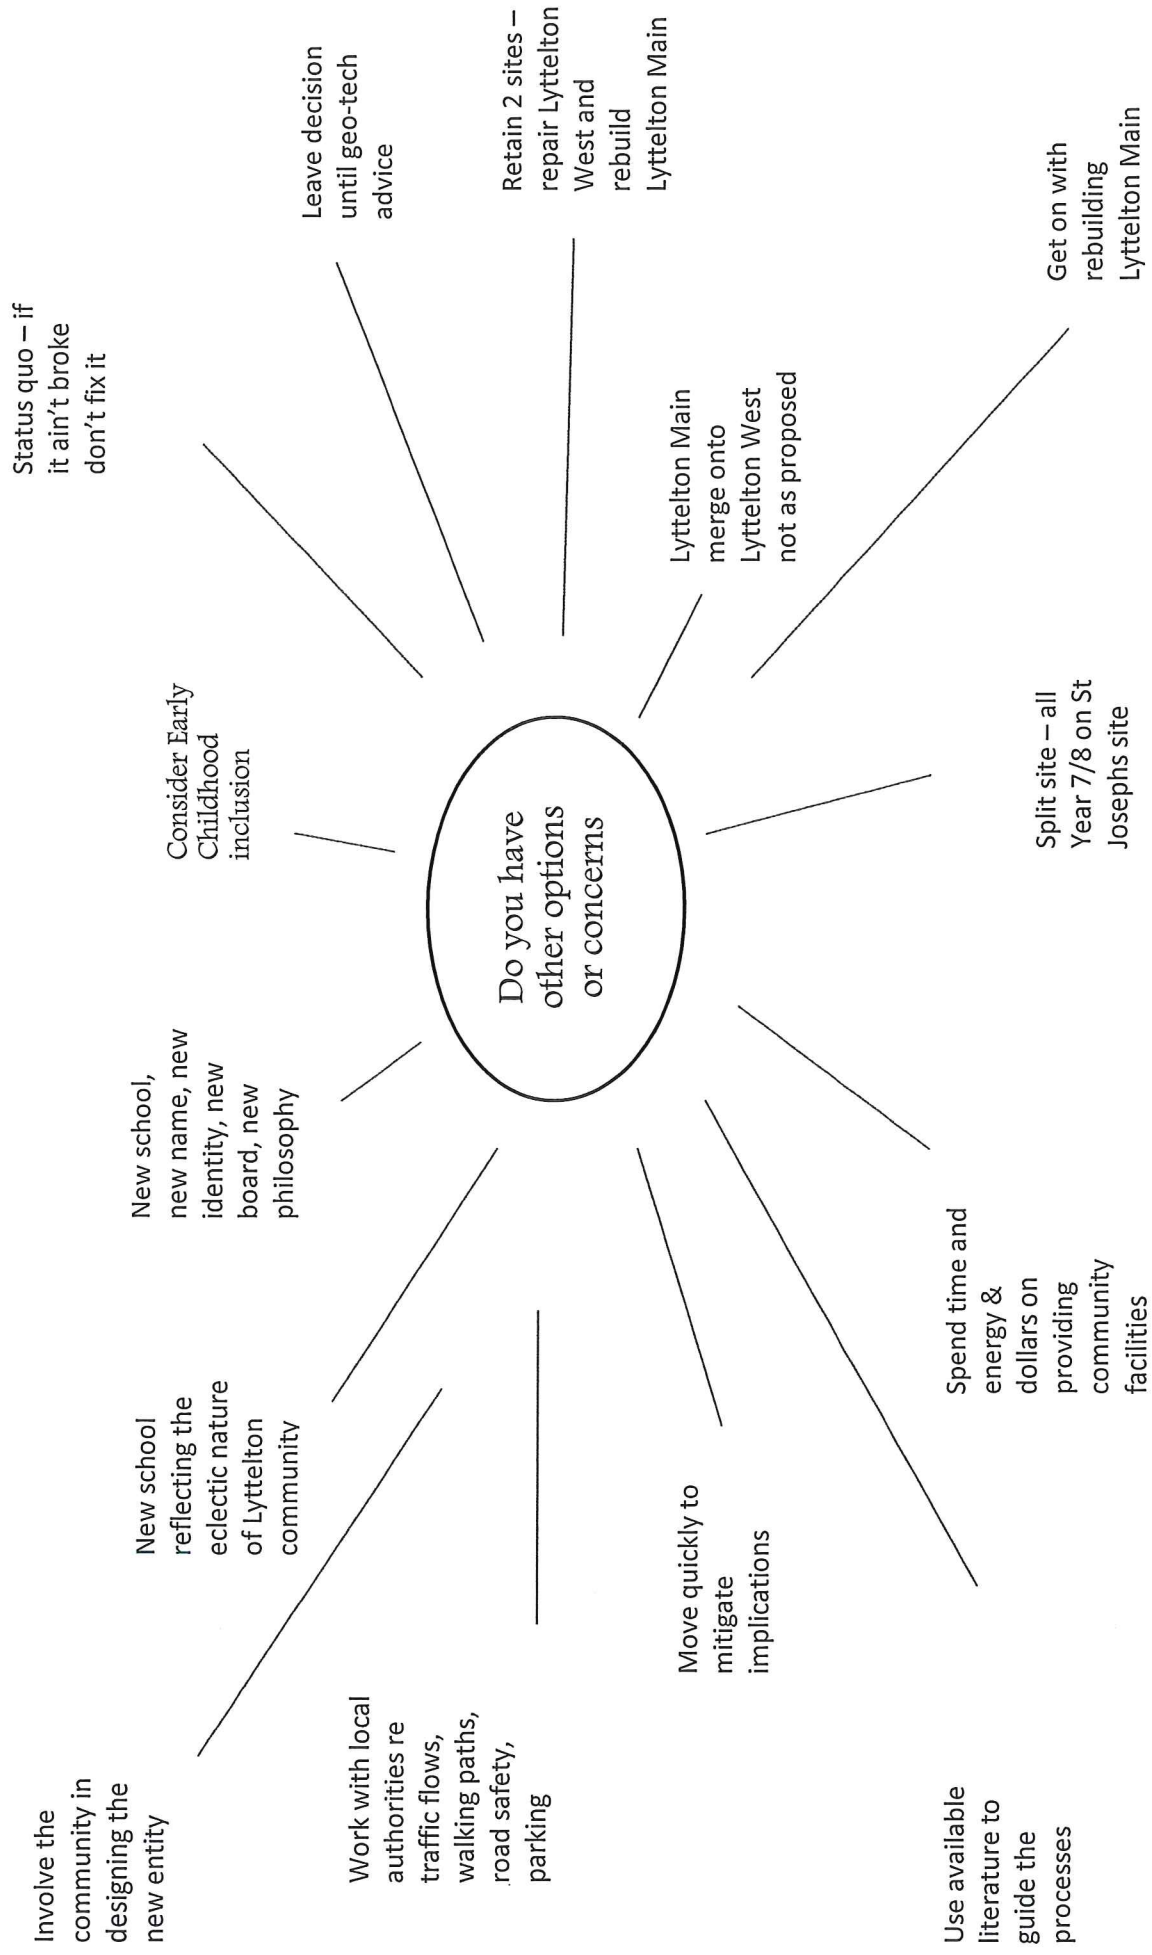 Involve the
community in
designing the
new entity
New school
reflecting the
eclectic nature
of Lyttelton
community
New school,
new name, new
identity, new
board, new
philosophy
Consider Early
Childhood
inclusion
Status quo – if
it ain't broke
don't fix it
Leave decision
until geo-tech
advice
Work with local
authorities re
traffic flows,
walking paths,
road safety,
parking
Do you have
other options
or concerns
Retain 2 sites –
repair Lyttelton
West and
rebuild
Lyttelton Main
Move quickly to
mitigate
implications
Lyttelton Main
merge onto
Lyttelton West
not as proposed
Use available
literature to
guide the
processes
Spend time and
energy &
dollars on
providing
community
facilities
Split site – all
Year 7/8 on St
Josephs site
Get on with
rebuilding
Lyttelton Main